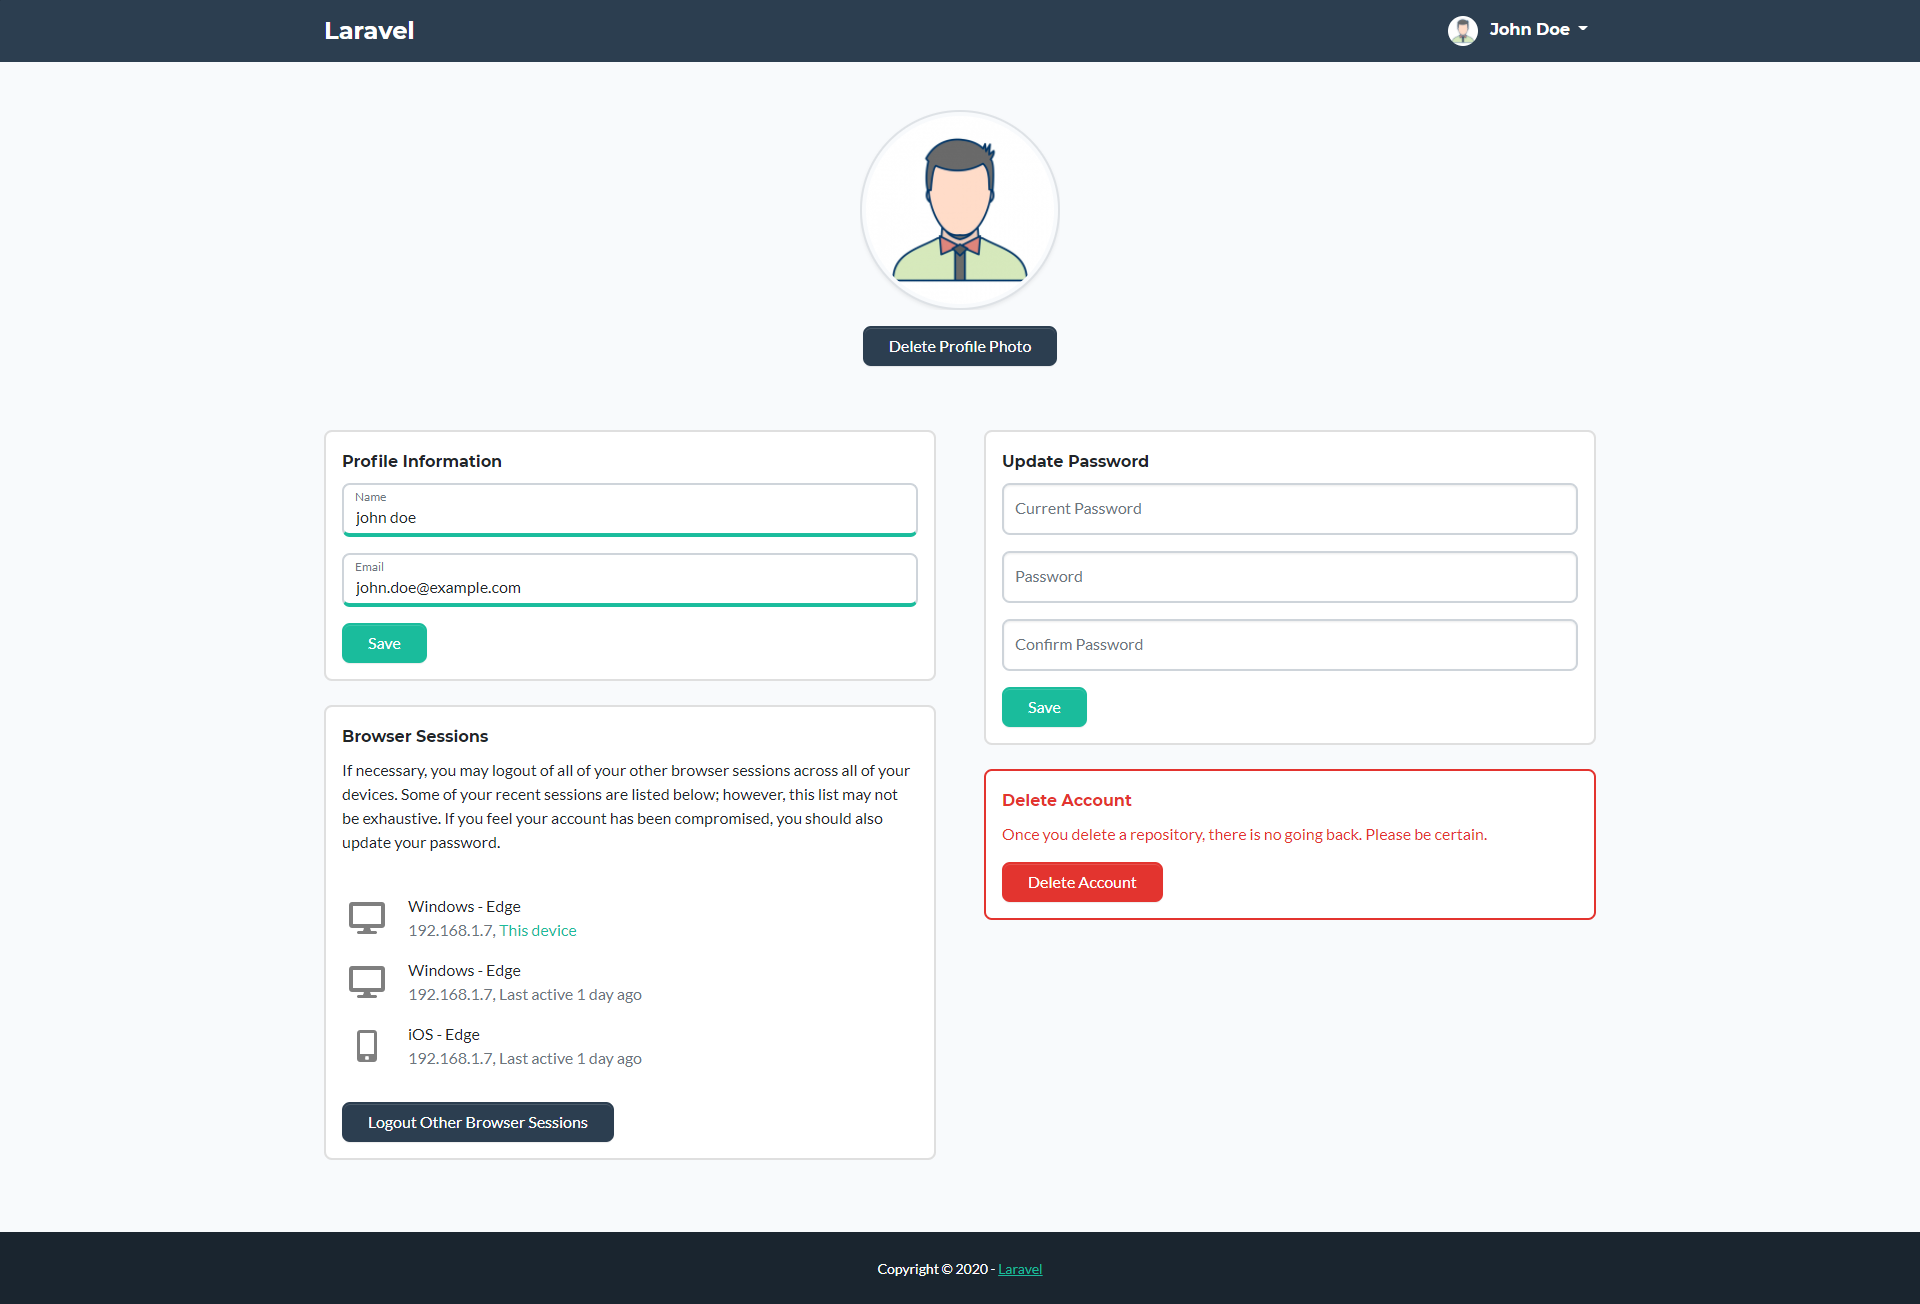 Laravel
John Doe
Delete Profile Photo
Profile Information
Name
john doe
Email
john.doe@example.com
Save
Browser Sessions
If necessary, you may logout of all of your other browser sessions across all of your
devices. Some of your recent sessions are listed below; however, this list may not
be exhaustive. If you feel your account has been compromised, you should also
update your password.
Windows - Edge
192.168.1.7, This device
Windows - Edge
192.168.1.7, Last active 1 day ago
iOS - Edge
192.168.1.7, Last active 1 day ago
Logout Other Browser Sessions
Update Password
Current Password
Password
Confirm Password
Save
Delete Account
Once you delete a repository, there is no going back. Please be certain.
Delete Account
Copyright © 2020 - Laravel